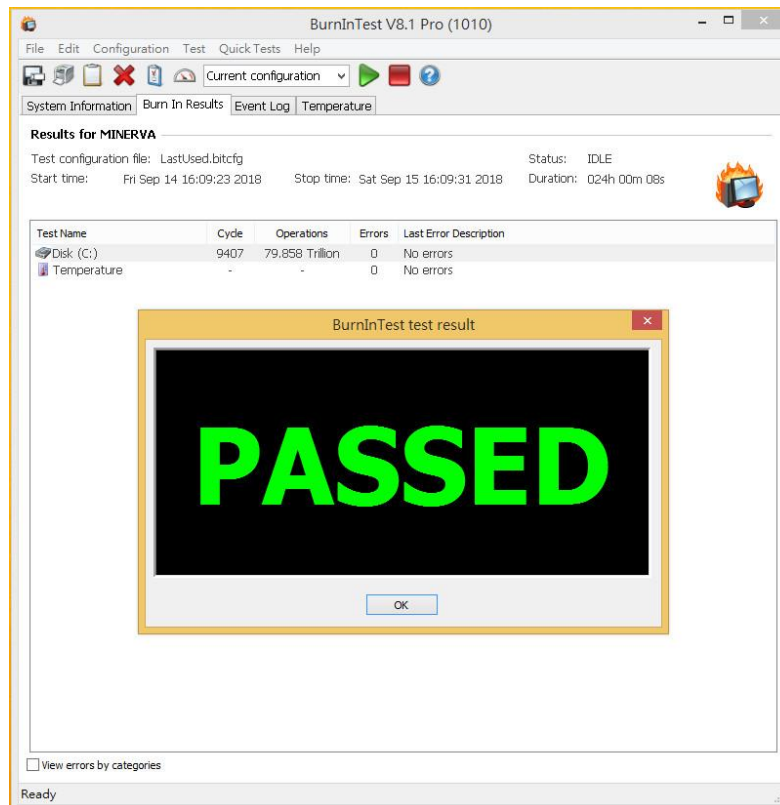 BurnInTest V8.1 Pro (1010)
File Edit Configuration Test Quick Tests Help
Current configuration
System Information Burn In Results Event Log Temperature
Results for MINERVA
Test configuration file: LastUsed.bitcfg Status: IDLE
Start time: Fri Sep 14 16:09:23 2018 Stop time: Sat Sep 15 16:09:31 2018 Duration: 024h 00m 08s
Test Name Cycle Operations Errors Last Error Description
Disk (C:) 9407 79.858 Trillion 0 No errors
Temperature - - 0 No errors
BurnInTest test result
PASSED
OK
View errors by categories
Ready